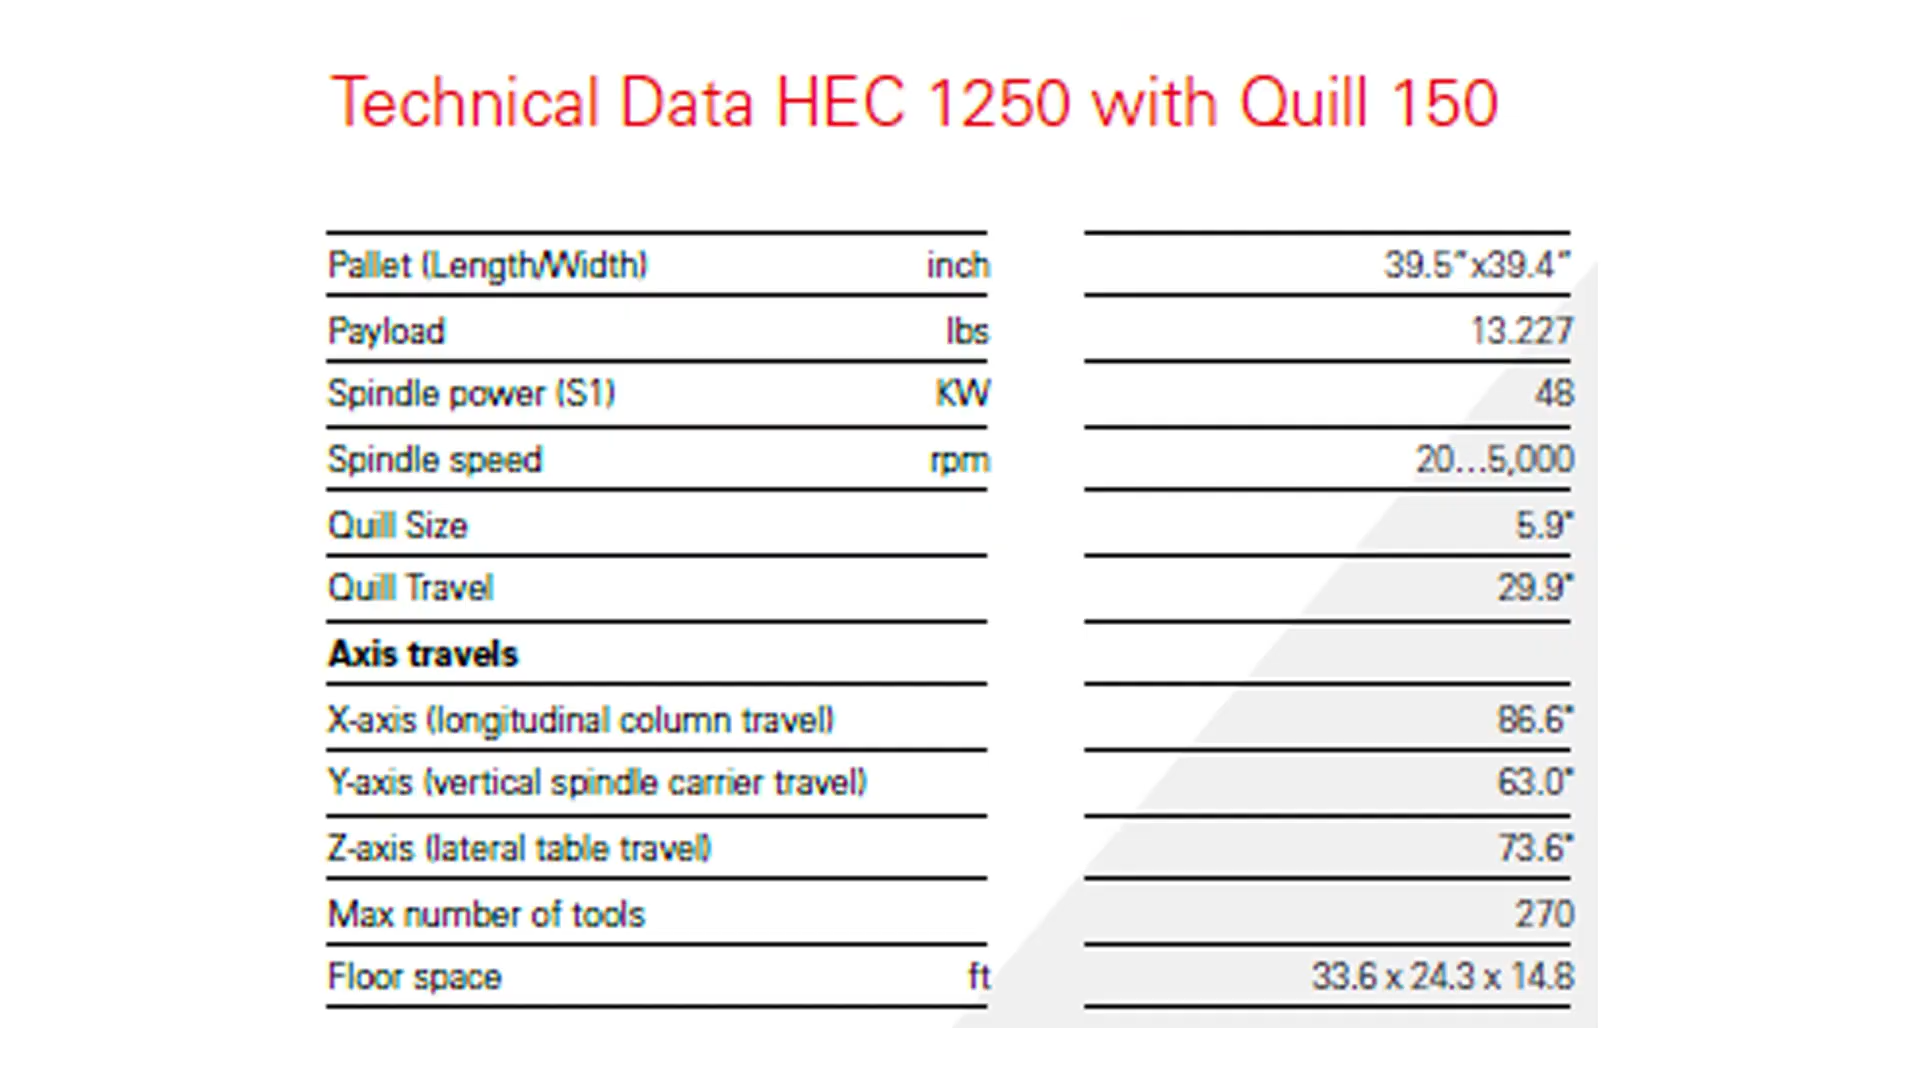 Technical Data HEC 1250 with Quill 150
Pallet (Length/Width) inch 39.5"x39.4"
Payload lbs 13.227
Spindle power (S1) KW 48
Spindle speed rpm 20...5,000
Quill Size 5.9"
Quill Travel 29.9"
Axis travels
X-axis (longitudinal column travel) 86.6"
Y-axis (vertical spindle carrier travel) 63.0"
Z-axis (lateral table travel) 73.6"
Max number of tools 270
Floor space ft 33.6 x 24.3 x 14.8